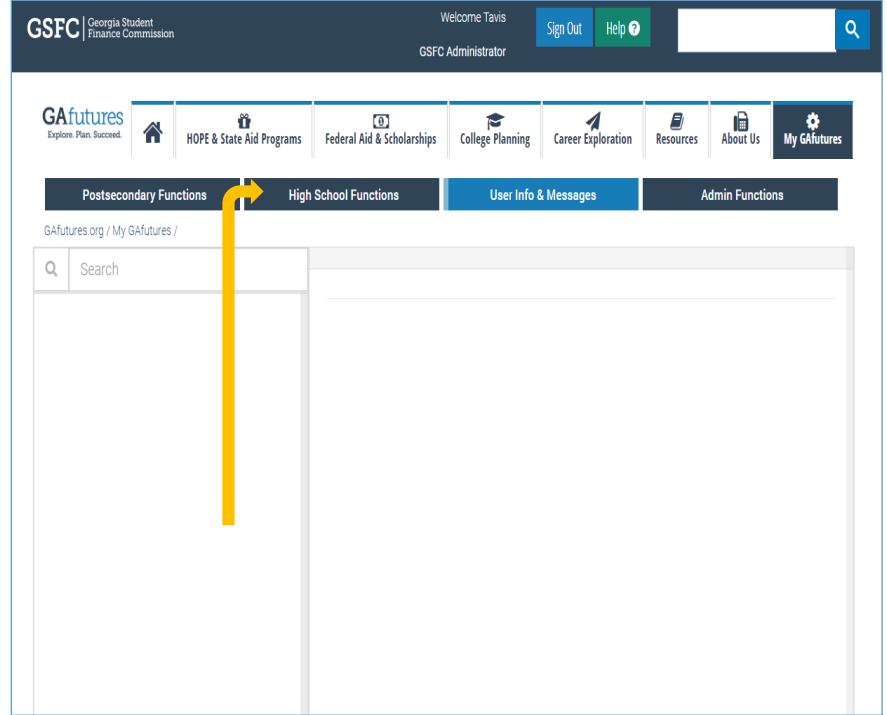 GSFC Georgia Student Finance Commission
Welcome Tavis
GSFC Administrator
Sign Out
Help ?
GAfutures
Explore. Plan. Succeed.
HOPE & State Aid Programs
Federal Aid & Scholarships
College Planning
Career Exploration
Resources
About Us
My GAfutures
Postsecondary Functions
High School Functions
User Info & Messages
Admin Functions
GAfutures.org / My GAfutures /
Search